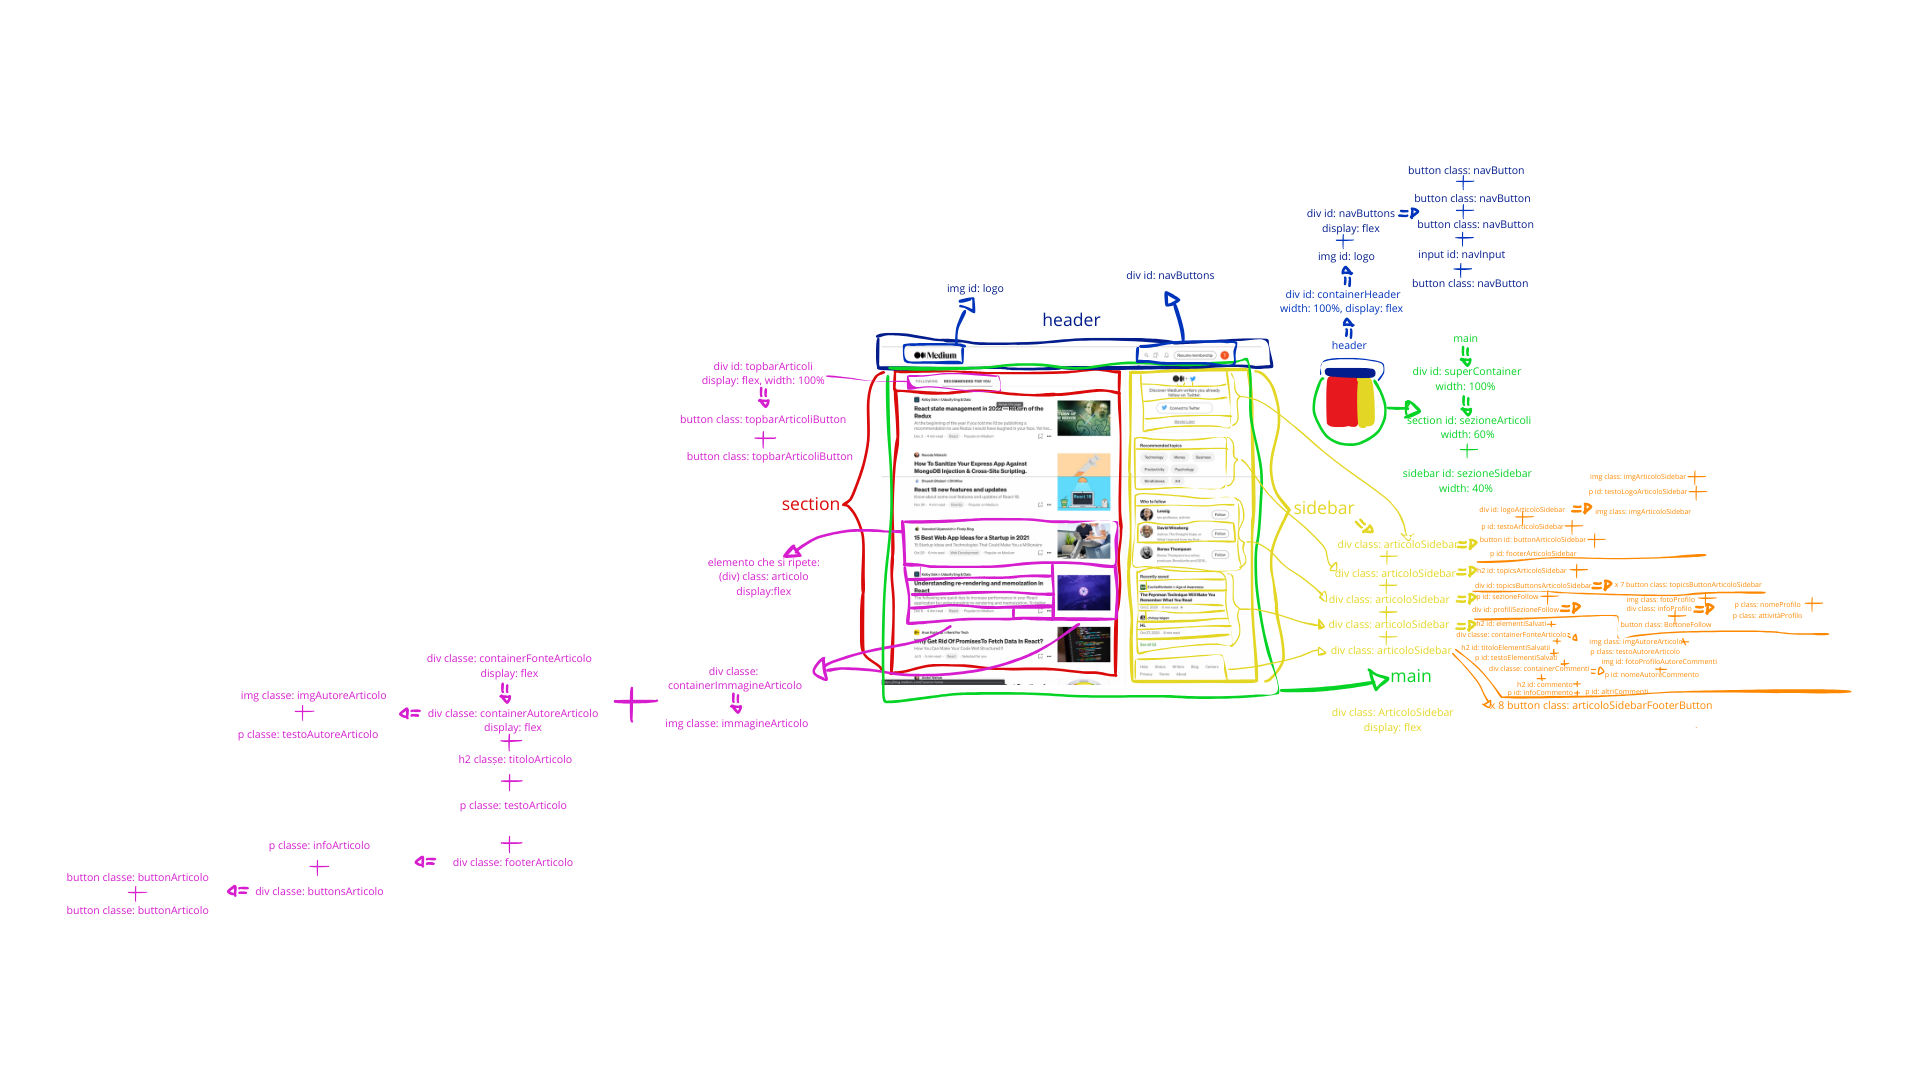 button class: navButton
button class: navButton
div id: navButtons
display: flex
button class: navButton
img id: logo
input id: navInput
button class: navButton
div id: navButtons
img id: logo
div id: containerHeader
width: 100%, display: flex
header
header
main
div id: superContainer
width: 100%
section id: sezioneArticoli
width: 60%
sidebar id: sezioneSidebar
width: 40%
div id: topbarArticoli
display: flex, width: 100%
button class: topbarArticoliButton
button class: topbarArticoliButton
section
elemento che si ripete:
(div) class: articolo
display:flex
Medium
FOLLOWING RECOMMENDED FOR YOU
React state management in 2022 — Return of the
Redux
How To Sanitize Your Express App Against
MongoDB Injection & Cross-Site Scripting.
React 18 new features and updates
React 18
15 Best Web App Ideas for a Startup in 2021
Understanding re-rendering and memoization in
React
Why Get Rid Of PromisesTo Fetch Data In React?
Discover Medium writers you already
follow on Twitter
Connect to Twitter
Recommended topics
Technology Money Business
Productivity Psychology
Mindfulness Art
Who to follow
Follow
David Wineberg
Follow
Berna Thompson
Follow
Recently saved
The Feynman Technique Will Make You
Remember What You Read
sidebar
div class: articoloSidebar
div class: articoloSidebar
div class: articoloSidebar
div class: articoloSidebar
div class: articoloSidebar
main
div class: ArticoloSidebar
display: flex
img class: imgArticoloSidebar
p id: testoLogoArticoloSidebar
div id: logoArticoloSidebar
img class: imgArticoloSidebar
p id: testoArticoloSidebar
button id: buttonArticoloSidebar
p id: footerArticoloSidebar
h2 id: topicsArticoloSidebar
div id: topicsButtonsArticoloSidebar
x 7 button class: topicsButtonArticoloSidebar
p id: sezioneFollow
img class: fotoProfilo
p class: nomeProfilo
div id: profiliSezioneFollow
div class: infoProfilo
p class: attivitàProfilo
h2 id: elementiSalvati
button class: BottoneFollow
div classe: containerFonteArticolo
img class: imgAutoreArticolo
h2 id: titoloElementiSalvati
p class: testoAutoreArticolo
p id: testoElementiSalvati
img id: fotoProfiloAutoreCommenti
div classe: containerCommenti
p id: nomeAutoreCommento
h2 id: commento
p id: infoCommento
p id: altriCommenti
x 8 button class: articoloSidebarFooterButton
div classe: containerFonteArticolo
display: flex
div classe:
containerImmagineArticolo
img classe: immagineArticolo
img classe: imgAutoreArticolo
div classe: containerAutoreArticolo
display: flex
p classe: testoAutoreArticolo
h2 classe: titoloArticolo
p classe: testoArticolo
p classe: infoArticolo
div classe: footerArticolo
button classe: buttonArticolo
div classe: buttonsArticolo
button classe: buttonArticolo